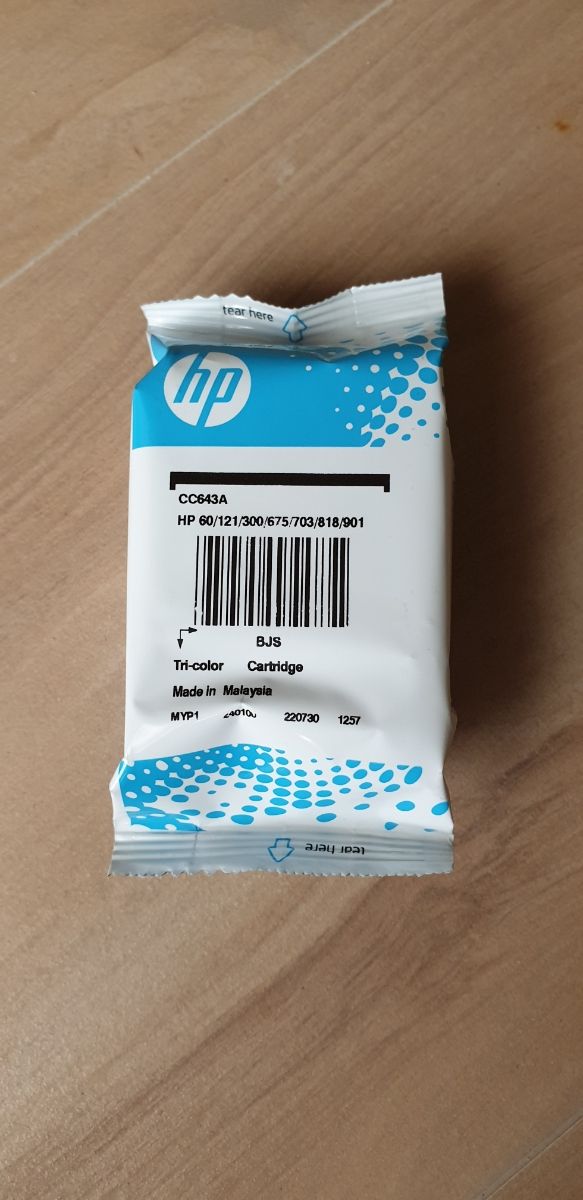 tear here
hp
CC643A
HP 60/121/300/675/703/818/901
BJS
Tri-color Cartridge
Made in Malaysia
MYP1 220730 1257
tear here